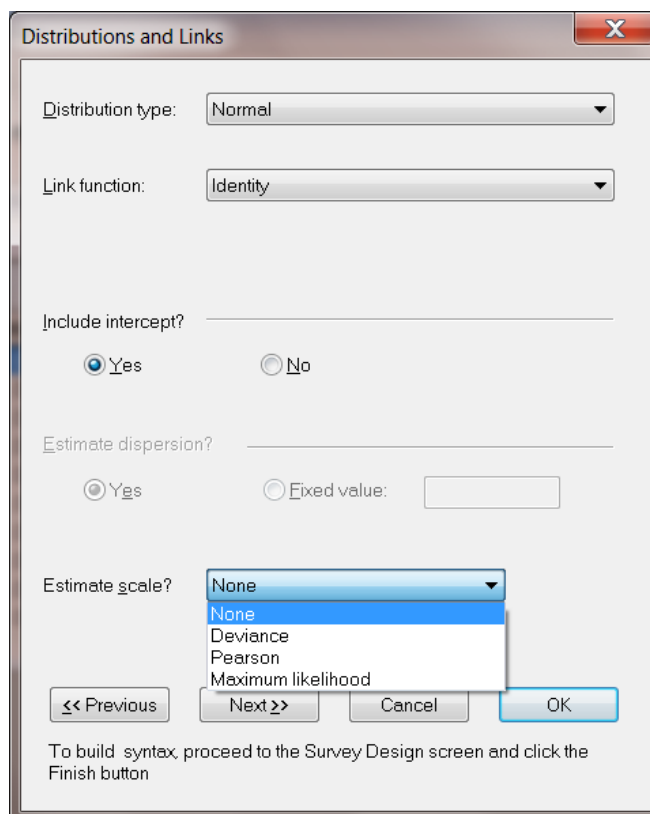 Distributions and Links
Distribution type: Normal
Link function: Identity
Include intercept?
Yes No
Estimate dispersion?
Yes Fixed value:
Estimate scale? None
None
Deviance
Pearson
Maximum likelihood
<< Previous Next >> Cancel OK
To build syntax, proceed to the Survey Design screen and click the
Finish button